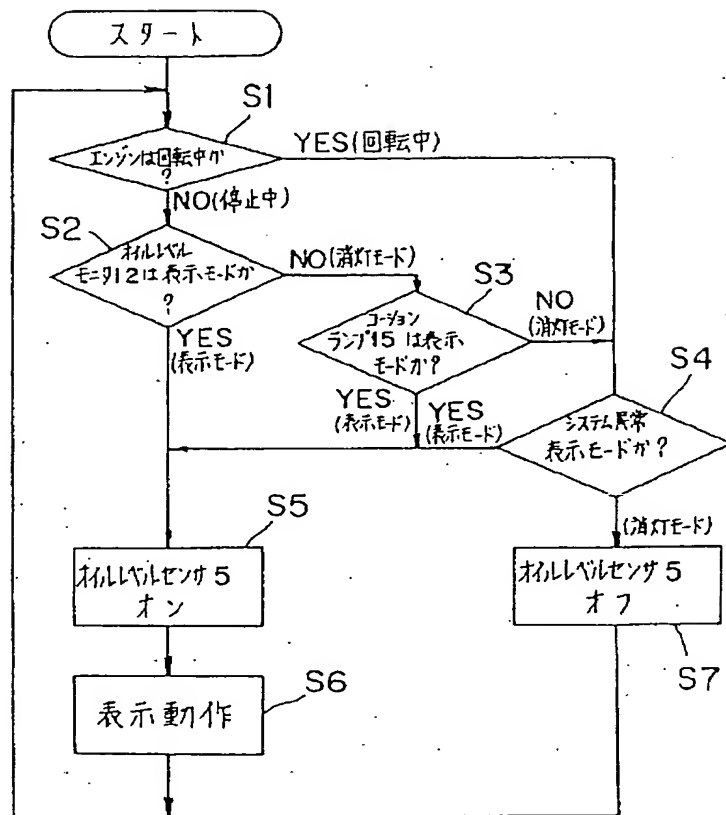 スタート
S1
エンジンは回転中か
?
YES(回転中)
NO(停止中)
S2
オイルレベル
モニタ12は表示モードか
?
NO(消灯モード)
S3
コーション
ランプ15は表示
モードか?
NO
(消灯モード)
YES
(表示モード)
YES
(表示モード)
YES
(表示モード)
S4
システム異常
表示モードか?
(消灯モード)
S5
オイルレベルセンサ5
オン
オイルレベルセンサ5
オフ
S7
S6
表示動作